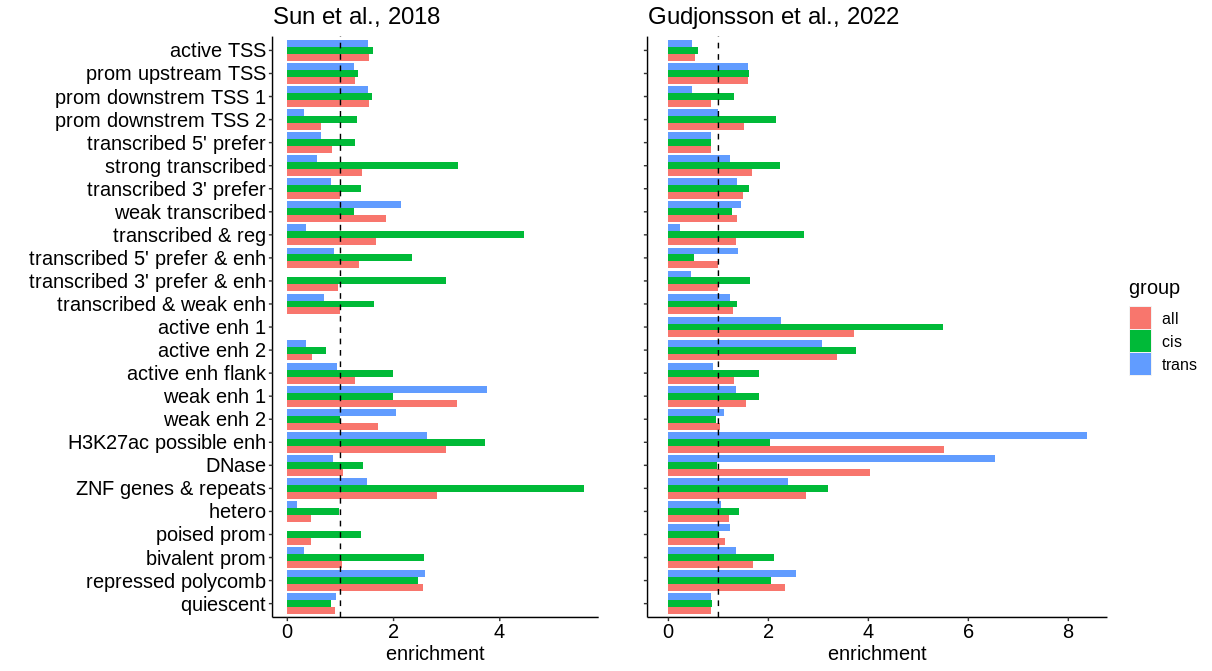 Sun et al., 2018
Gudjonsson et al., 2022
active TSS
prom upstream TSS
prom downstrem TSS 1
prom downstrem TSS 2
transcribed 5' prefer
strong transcribed
transcribed 3' prefer
weak transcribed
transcribed & reg
transcribed 5' prefer & enh
transcribed 3' prefer & enh
transcribed & weak enh
active enh 1
active enh 2
active enh flank
weak enh 1
weak enh 2
H3K27ac possible enh
DNase
ZNF genes & repeats
hetero
poised prom
bivalent prom
repressed polycomb
quiescent
0 2 4
enrichment
0 2 4 6 8
enrichment
group
all
cis
trans